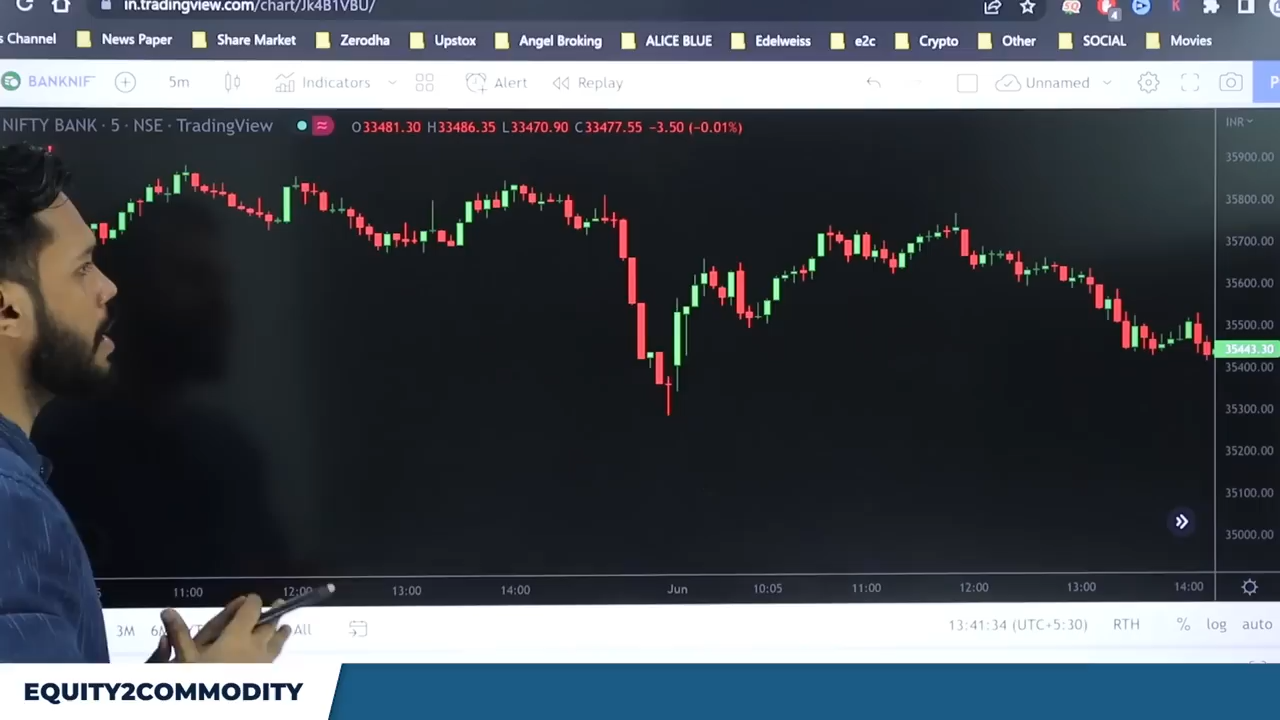 in.tradingview.com/chart/Jk4B1VBU/
4
s Channel News Paper Share Market Zerodha Upstox Angel Broking ALICE BLUE Edelweiss e2c Crypto Other SOCIAL Movies
BANKNIF 5m Indicators Alert Replay Unnamed P
NIFTY BANK · 5 · NSE · TradingView O33481.30 H33486.35 L33470.90 C33477.55 −3.50 (−0.01%)
INR
35900.00
35800.00
35700.00
35600.00
35500.00
35443.30
35400.00
35300.00
35200.00
35100.00
35000.00
11:00 12:00 13:00 14:00 Jun 10:05 11:00 12:00 13:00 14:00
3M All 13:41:34 (UTC+5:30) RTH % log auto
EQUITY2COMMODITY